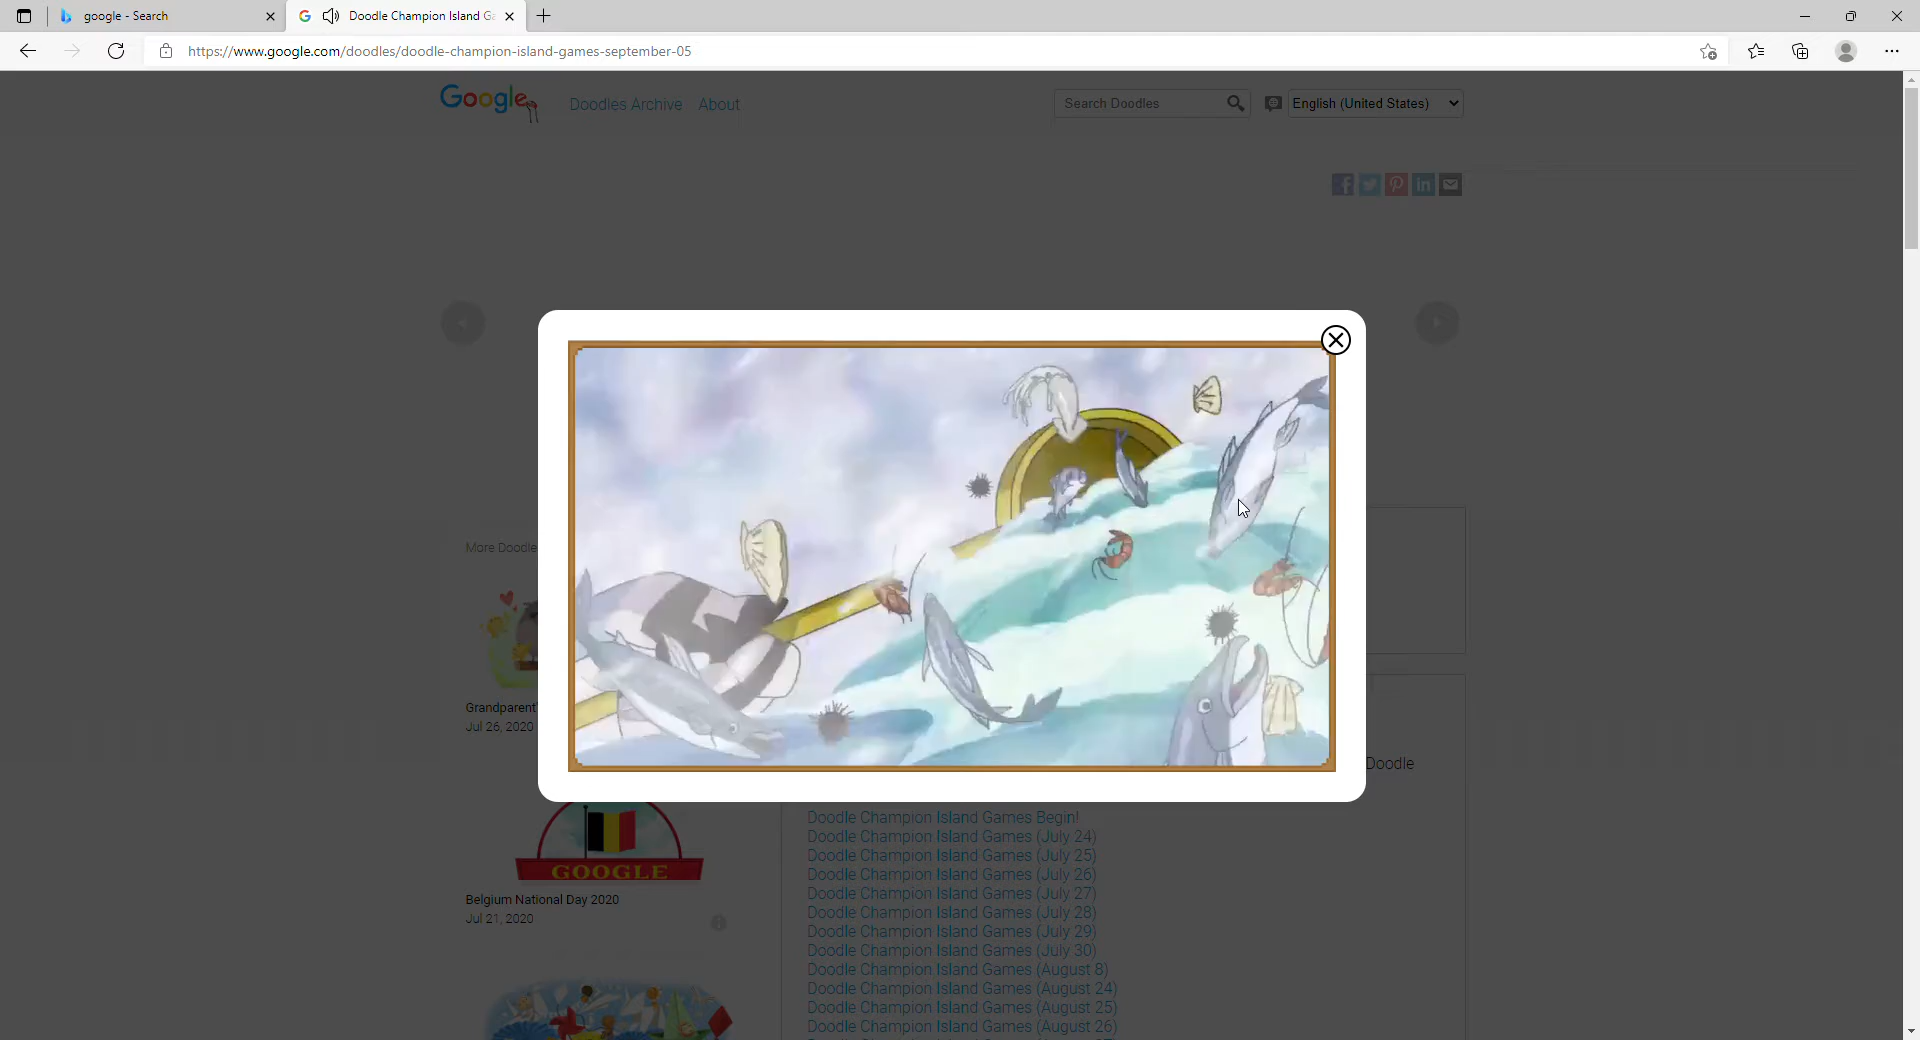 google - Search
Doodle Champion Island Ga
https://www.google.com/doodles/doodle-champion-island-games-september-05
Google
Doodles Archive
About
Search Doodles
English (United States)
More Doodle
Grandparent'
Jul 26, 2020
Doodle
GOOGLE
Belgium National Day 2020
Jul 21, 2020
Doodle Champion Island Games Begin!
Doodle Champion Island Games (July 24)
Doodle Champion Island Games (July 25)
Doodle Champion Island Games (July 26)
Doodle Champion Island Games (July 27)
Doodle Champion Island Games (July 28)
Doodle Champion Island Games (July 29)
Doodle Champion Island Games (July 30)
Doodle Champion Island Games (August 8)
Doodle Champion Island Games (August 24)
Doodle Champion Island Games (August 25)
Doodle Champion Island Games (August 26)